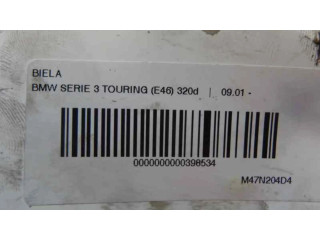 BIELA
BMW SERIE 3 TOURING (E46) 320d | 09.01 -
0000000000398534
M47N204D4